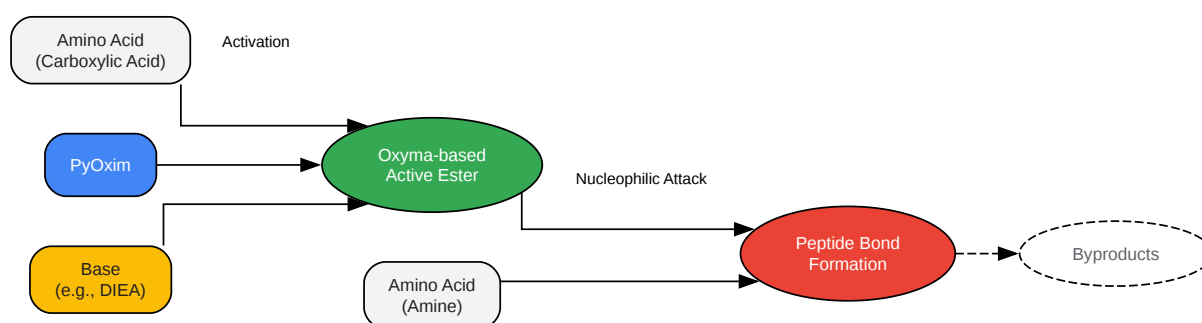 Amino Acid
(Carboxylic Acid)
Activation
PyOxim
Oxyma-based
Active Ester
Nucleophilic Attack
Base
(e.g., DIEA)
Amino Acid
(Amine)
Peptide Bond
Formation
Byproducts